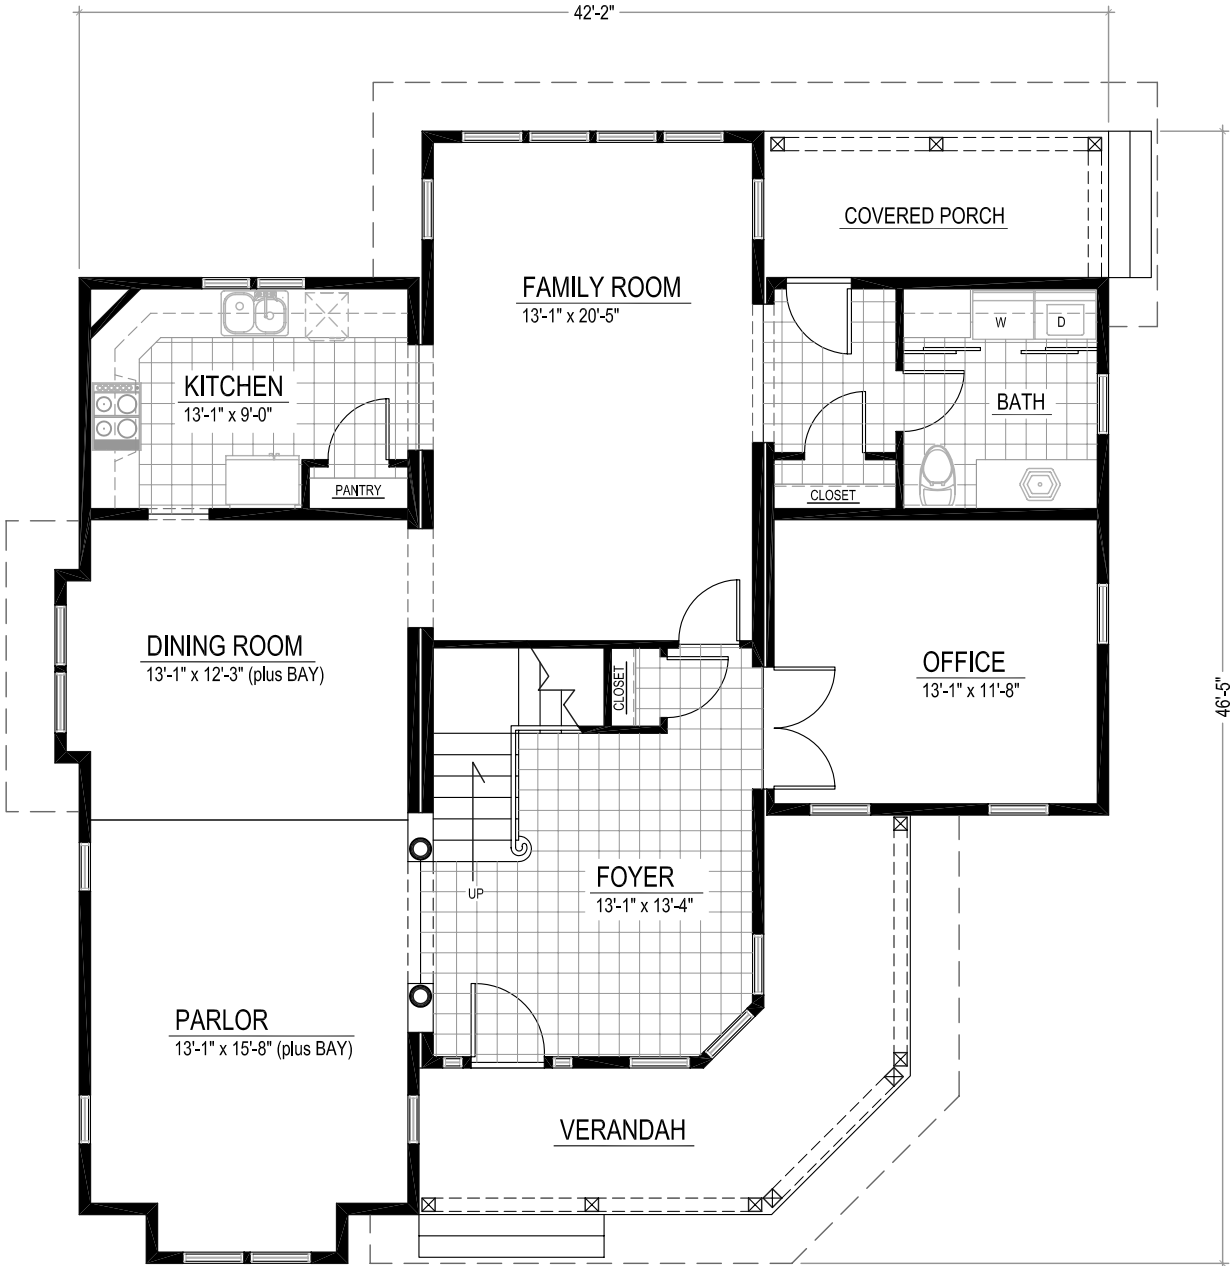 42'-2"
COVERED PORCH
FAMILY ROOM
13'-1" x 20'-5"
W
D
KITCHEN
13'-1" x 9'-0"
BATH
PANTRY
CLOSET
DINING ROOM
13'-1" x 12'-3" (plus BAY)
CLOSET
OFFICE
13'-1" x 11'-8"
46'-5"
FOYER
13'-1" x 13'-4"
UP
PARLOR
13'-1" x 15'-8" (plus BAY)
VERANDAH